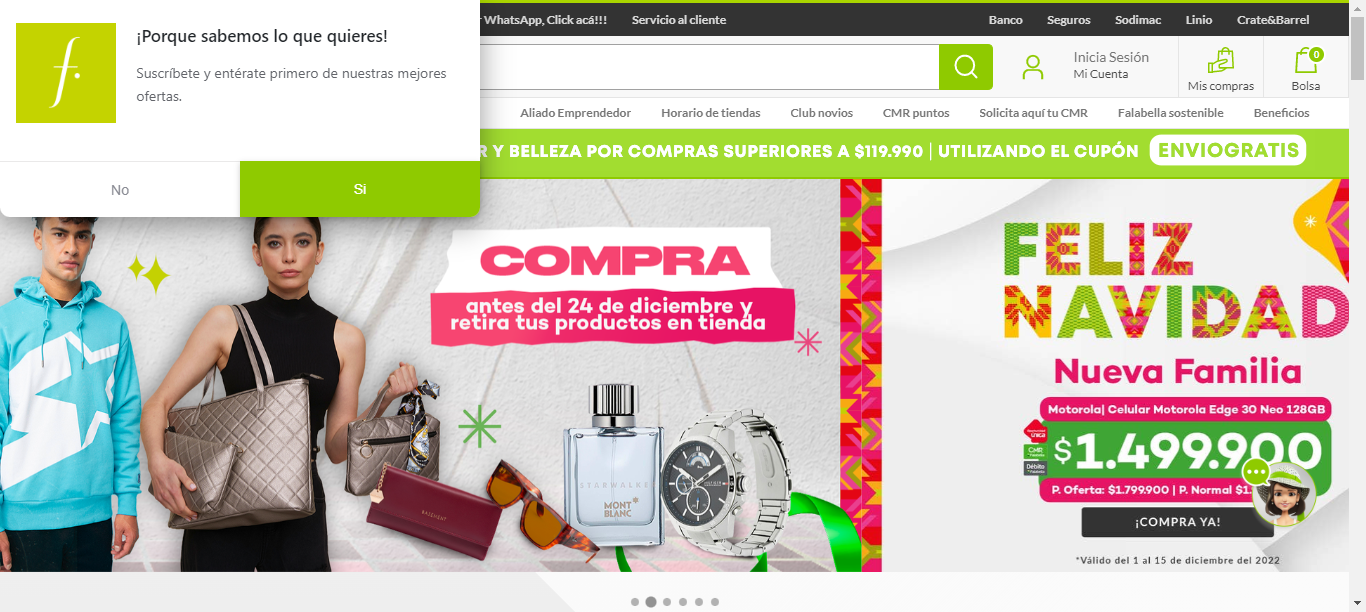 ¡Porque sabemos lo que quieres!
Suscríbete y entérate primero de nuestras mejores
ofertas.
No
Si
WhatsApp, Click acá!!!
Servicio al cliente
Banco
Seguros
Sodimac
Linio
Crate&Barrel
Inicia Sesión
Mi Cuenta
Mis compras
0
Bolsa
Aliado Emprendedor
Horario de tiendas
Club novios
CMR puntos
Solicita aquí tu CMR
Falabella sostenible
Beneficios
Y BELLEZA POR COMPRAS SUPERIORES A $119.990 | UTILIZANDO EL CUPÓN ENVIOGRATIS
COMPRA
antes del 24 de diciembre y
retira tus productos en tienda
STARWALKER
MONT
BLANC
BASEMENT
FELIZ
NAVIDAD
Nueva Familia
Motorola| Celular Motorola Edge 30 Neo 128GB
única
CMR
Débito
$1.499.900
P. Oferta: $1.799.900 | P. Normal $1.
¡COMPRA YA!
*Válido del 1 al 15 de diciembre del 2022